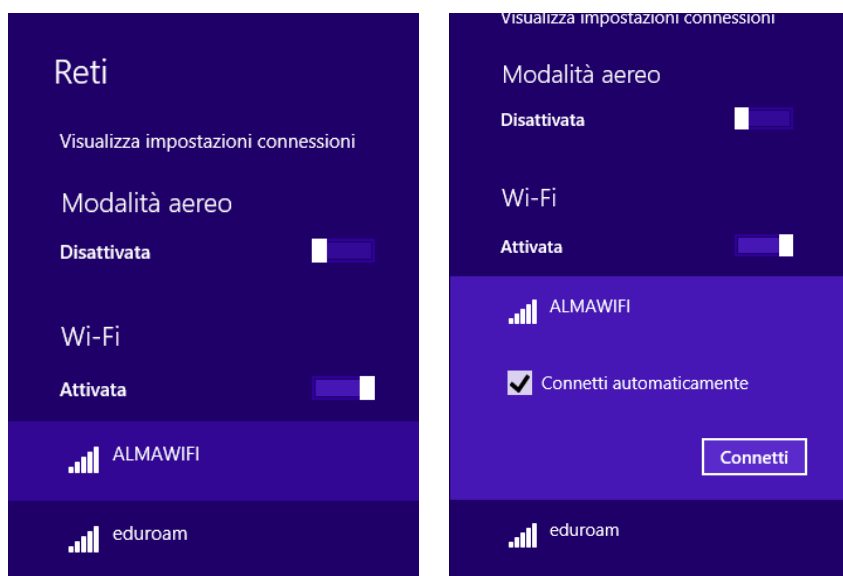 Reti
Visualizza impostazioni connessioni
Modalità aereo
Disattivata
Wi-Fi
Attivata
ALMAWIFI
eduroam
Visualizza impostazioni connessioni
Modalità aereo
Disattivata
Wi-Fi
Attivata
ALMAWIFI
Connetti automaticamente
Connetti
eduroam